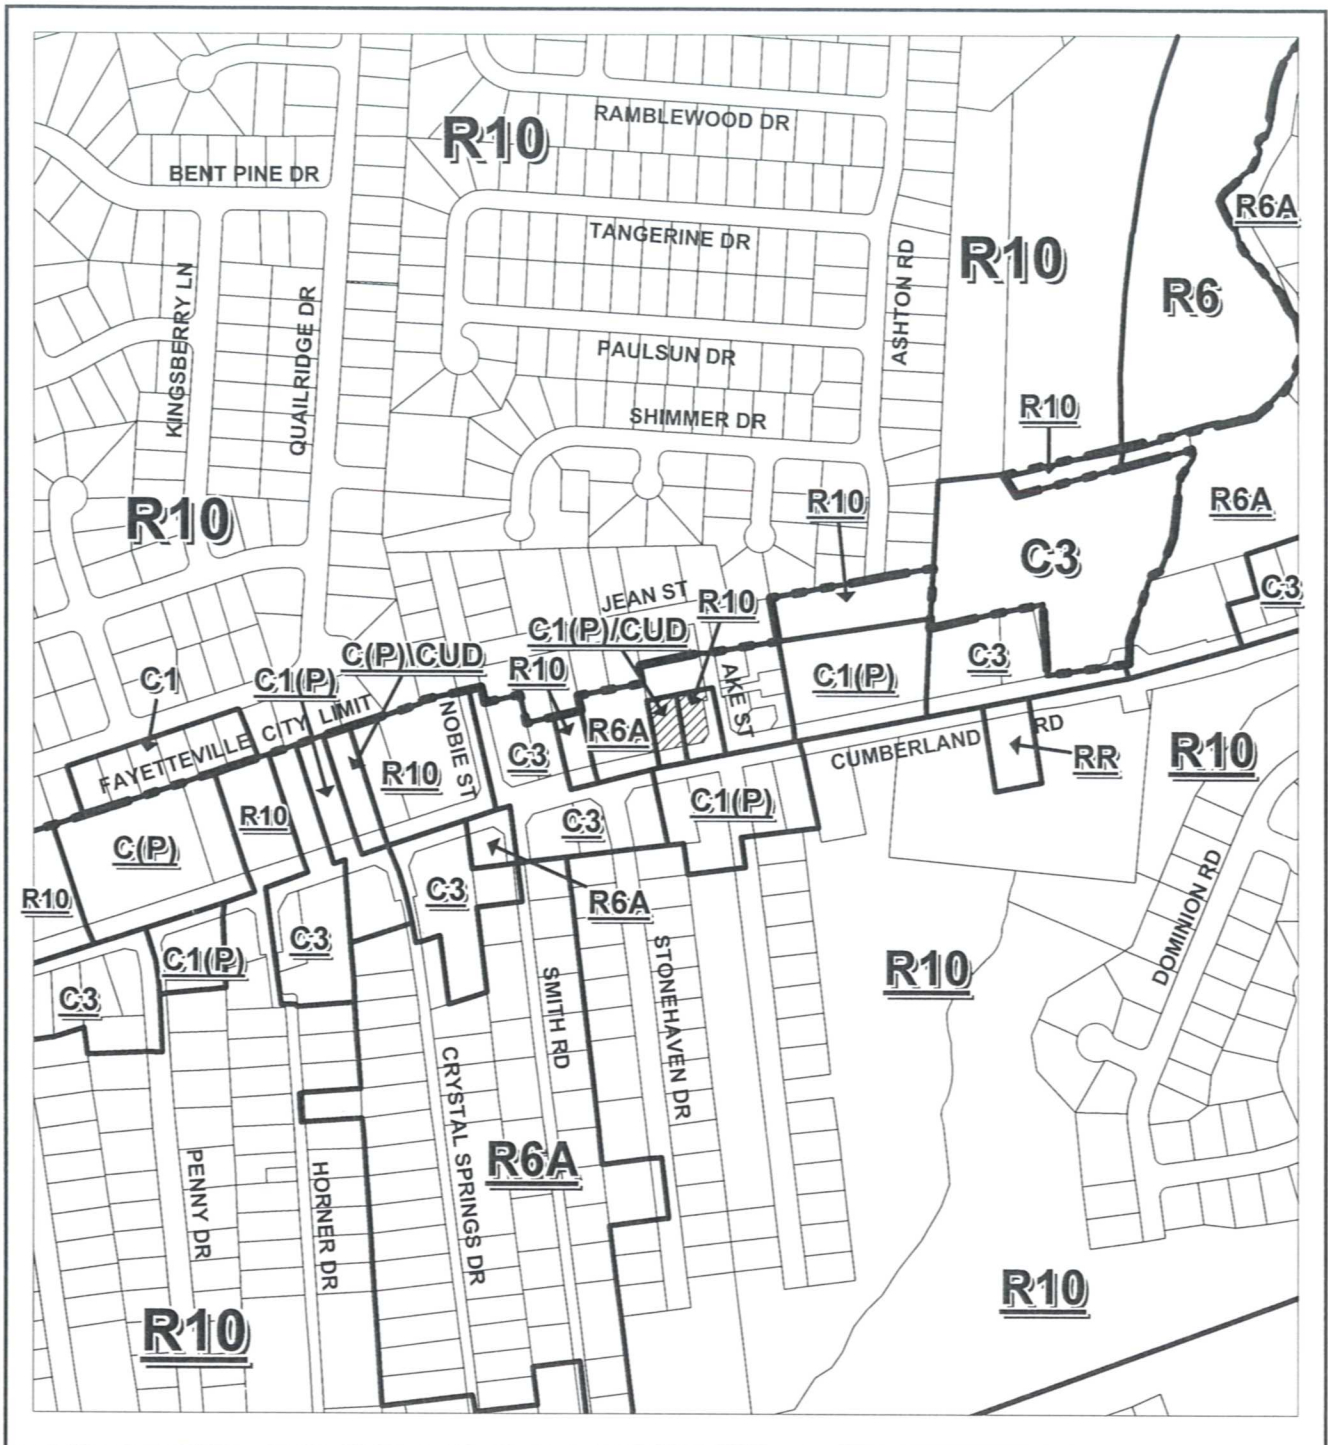 RAMBLEWOOD DR
R10
BENT PINE DR
R6A
TANGERINE DR
R10
ASHTON RD
R6
KINGSBERRY LN
QUAILRIDGE DR
PAULSUN DR
SHIMMER DR
R10
R10
R10
R6A
C3
C3
JEAN ST
R10
C1(P)/CUD
C(P)\CUD
R10
C1(P)
C1
FAYETTEVILLE CITY LIMIT
NOBIE ST
AKE ST
C1(P)
C3
R6A
C3
R10
CUMBERLAND RD
RR
R10
R10
C(P)
C1(P)
C3
R10
C3
R6A
C3
C1(P)
C3
R10
DOMINION RD
SMITH RD
STONEHAVEN DR
CRYSTAL SPRINGS DR
R6A
PENNY DR
HORNER DR
R10
R10